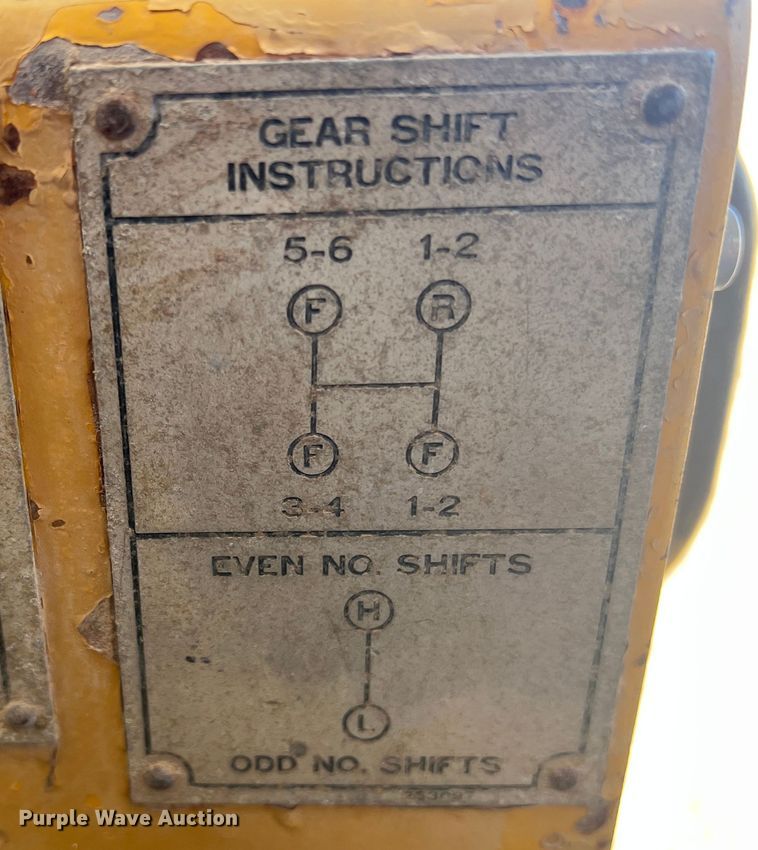 GEAR SHIFT
INSTRUCTIONS
5-6 1-2
F R
F F
3-4 1-2
EVEN NO. SHIFTS
H
L
ODD NO. SHIFTS
Purple Wave Auction